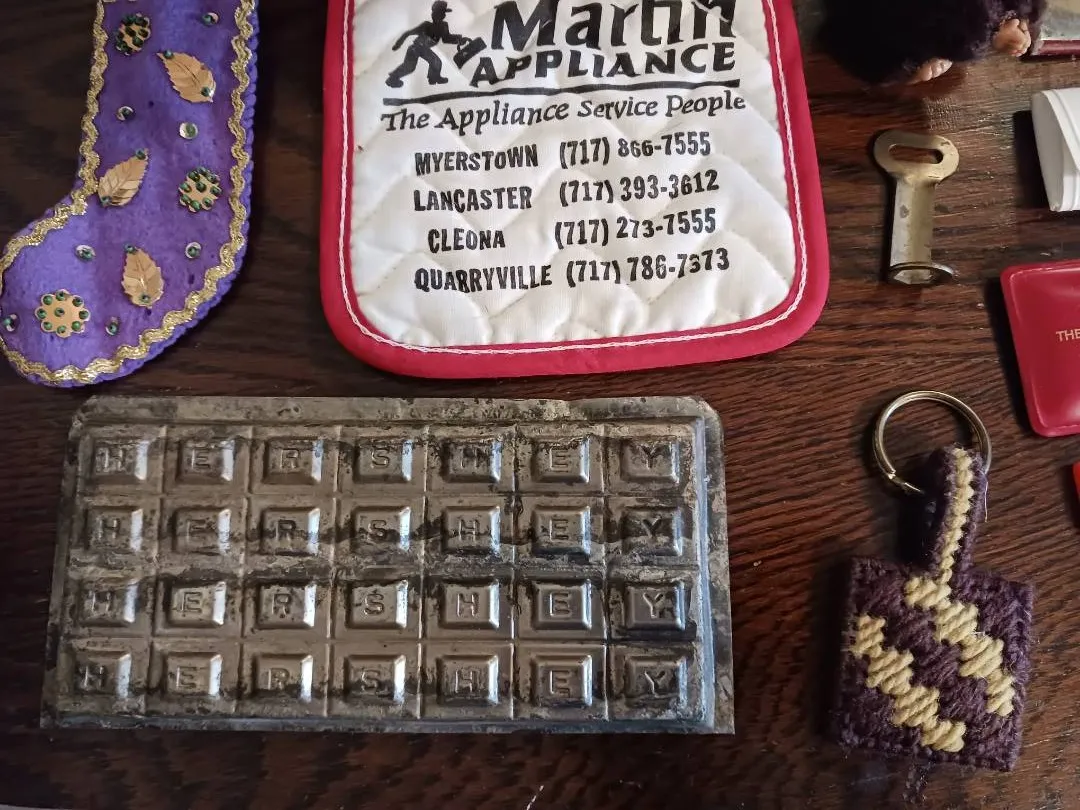 Martin
APPLIANCE
The Appliance Service People
MYERSTOWN (717) 866-7555
LANCASTER (717) 393-3612
CLEONA (717) 273-7555
QUARRYVILLE (717) 786-7373
THE
HERSHEY
HERSHEY
HERSHEY
HERSHEY